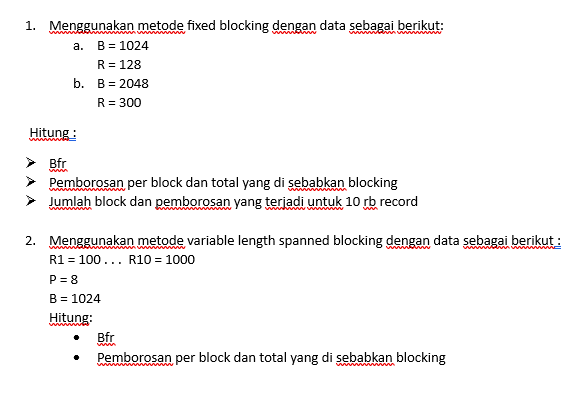 1. Menggunakan metode fixed blocking dengan data sebagai berikut:
a. B = 1024
R = 128
b. B = 2048
R = 300
Hitung :
➢ Bfr
➢ Pemborosan per block dan total yang di sebabkan blocking
➢ Jumlah block dan pemborosan yang terjadi untuk 10 rb record
2. Menggunakan metode variable length spanned blocking dengan data sebagai berikut :
R1 = 100 . . . R10 = 1000
P = 8
B = 1024
Hitung:
• Bfr
• Pemborosan per block dan total yang di sebabkan blocking